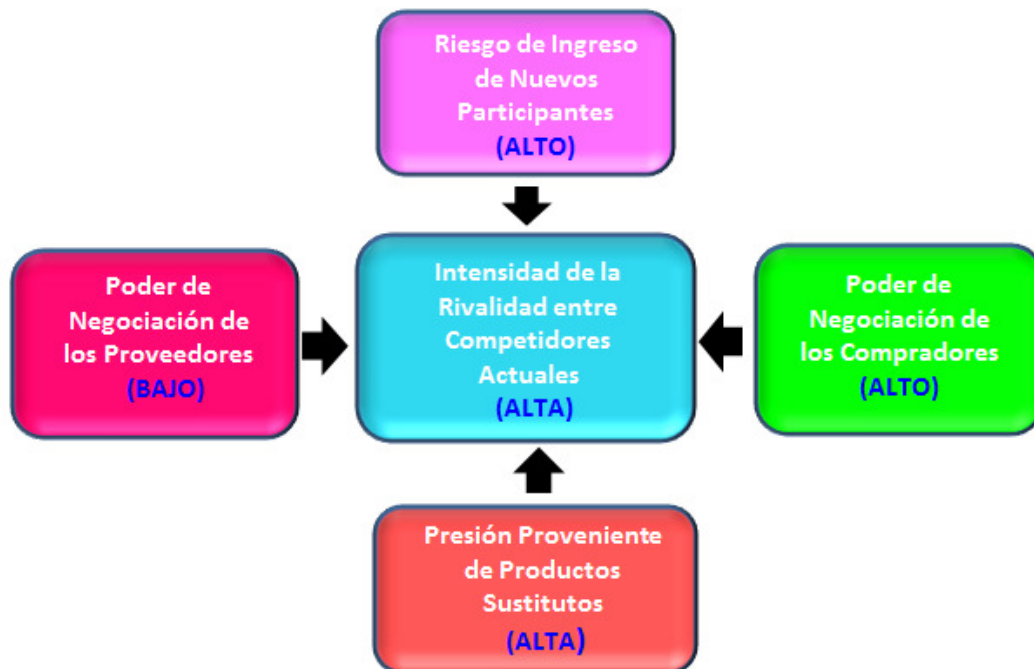 Riesgo de Ingreso
de Nuevos
Participantes
(ALTO)
Poder de
Negociación de
los Proveedores
(BAJO)
Intensidad de la
Rivalidad entre
Competidores
Actuales
(ALTA)
Poder de
Negociación de
los Compradores
(ALTO)
Presión Proveniente
de Productos
Sustitutos
(ALTA)